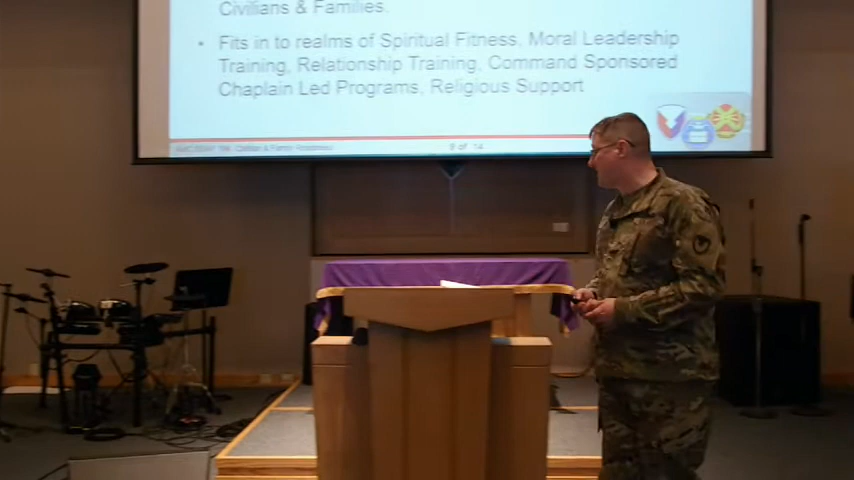 Civilians & Families.
• Fits in to realms of Spiritual Fitness, Moral Leadership
Training, Relationship Training, Command Sponsored
Chaplain Led Programs, Religious Support
9 of 14